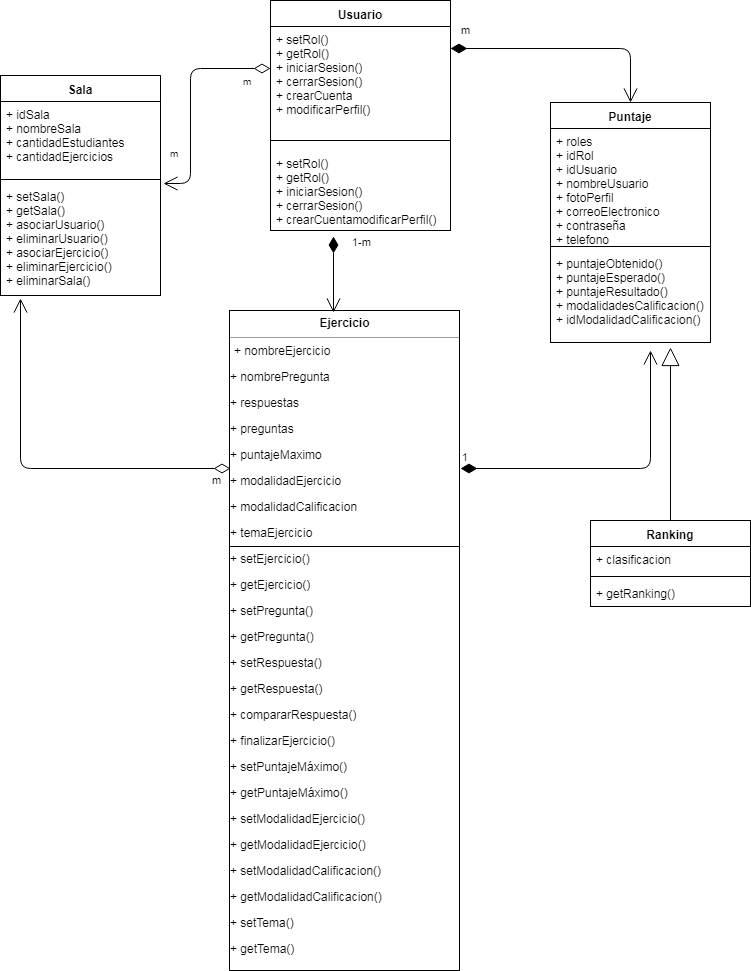 Usuario
+ setRol()
+ getRol()
+ iniciarSesion()
+ cerrarSesion()
+ crearCuenta
+ modificarPerfil()
+ setRol()
+ getRol()
+ iniciarSesion()
+ cerrarSesion()
+ crearCuentamodificarPerfil()
m
m
m
1-m
Sala
+ idSala
+ nombreSala
+ cantidadEstudiantes
+ cantidadEjercicios
+ setSala()
+ getSala()
+ asociarUsuario()
+ eliminarUsuario()
+ asociarEjercicio()
+ eliminarEjercicio()
+ eliminarSala()
Puntaje
+ roles
+ idRol
+ idUsuario
+ nombreUsuario
+ fotoPerfil
+ correoElectronico
+ contraseña
+ telefono
+ puntajeObtenido()
+ puntajeEsperado()
+ puntajeResultado()
+ modalidadesCalificacion()
+ idModalidadCalificacion()
Ejercicio
+ nombreEjercicio
+ nombrePregunta
+ respuestas
+ preguntas
+ puntajeMaximo
+ modalidadEjercicio
+ modalidadCalificacion
+ temaEjercicio
+ setEjercicio()
+ getEjercicio()
+ setPregunta()
+ getPregunta()
+ setRespuesta()
+ getRespuesta()
+ compararRespuesta()
+ finalizarEjercicio()
+ setPuntajeMáximo()
+ getPuntajeMáximo()
+ setModalidadEjercicio()
+ getModalidadEjercicio()
+ setModalidadCalificacion()
+ getModalidadCalificacion()
+ setTema()
+ getTema()
m
1
Ranking
+ clasificacion
+ getRanking()